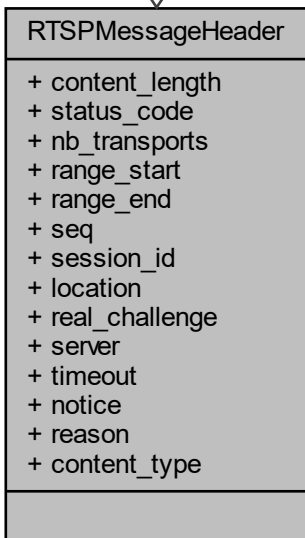 RTSPMessageHeader
+ content_length
+ status_code
+ nb_transports
+ range_start
+ range_end
+ seq
+ session_id
+ location
+ real_challenge
+ server
+ timeout
+ notice
+ reason
+ content_type